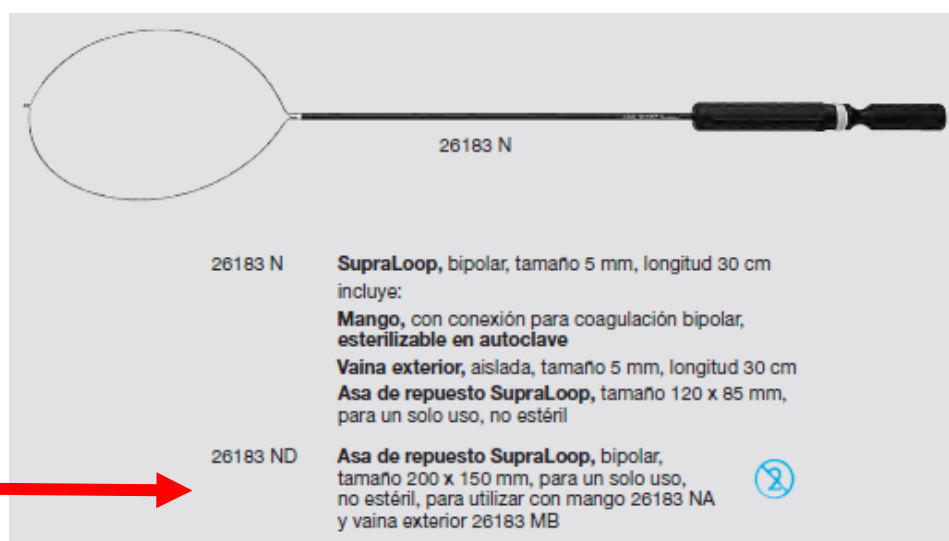 26183 N
26183 N SupraLoop, bipolar, tamaño 5 mm, longitud 30 cm
incluye:
Mango, con conexión para coagulación bipolar,
esterilizable en autoclave
Vaina exterior, aislada, tamaño 5 mm, longitud 30 cm
Asa de repuesto SupraLoop, tamaño 120 x 85 mm,
para un solo uso, no estéril
26183 ND Asa de repuesto SupraLoop, bipolar,
tamaño 200 x 150 mm, para un solo uso,
no estéril, para utilizar con mango 26183 NA
y vaina exterior 26183 MB
2